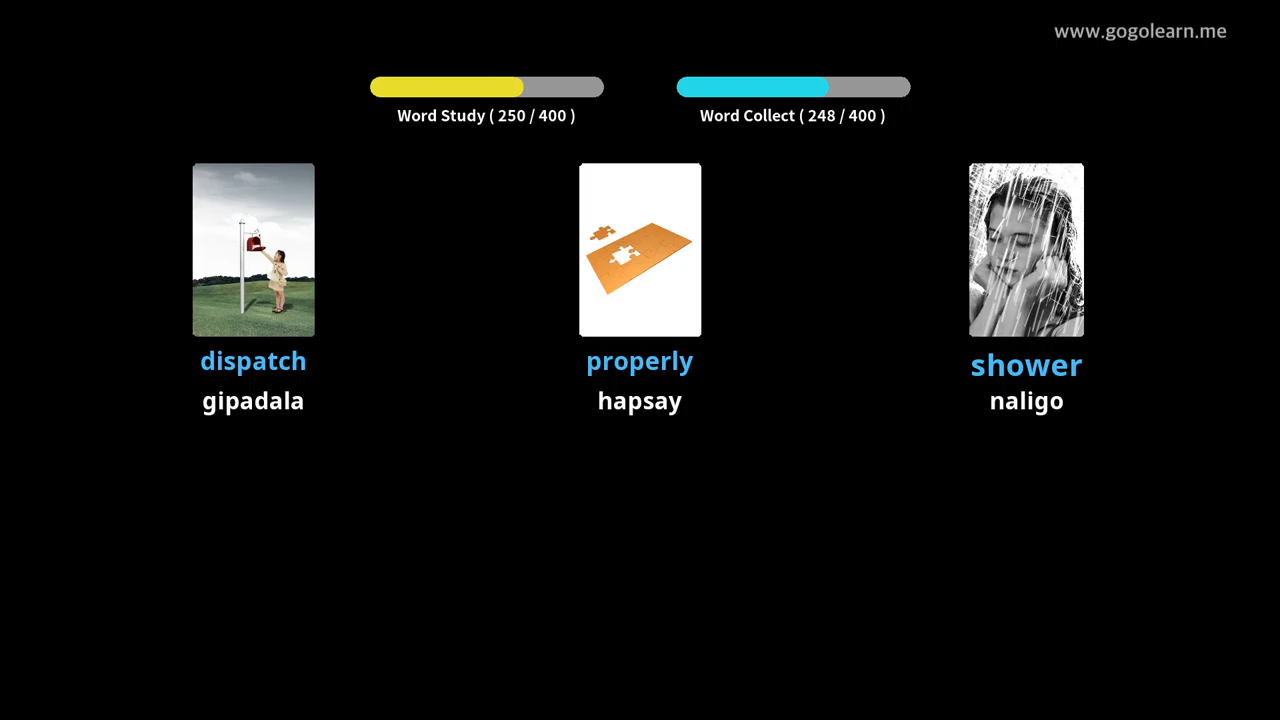 www.gogolearn.me
Word Study ( 250 / 400 )
Word Collect ( 248 / 400 )
dispatch
gipadala
properly
hapsay
shower
naligo